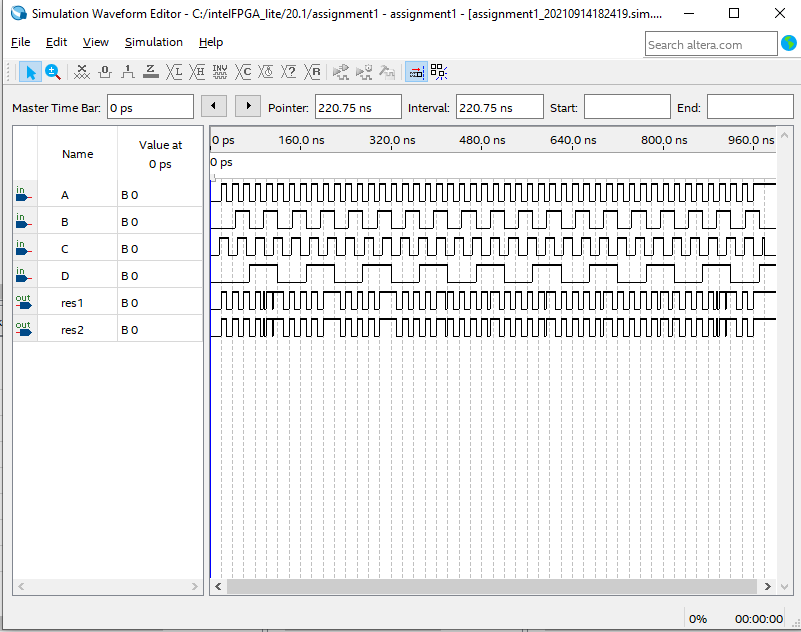 Simulation Waveform Editor - C:/intelFPGA_lite/20.1/assignment1 - assignment1 - [assignment1_20210914182419.sim....
File Edit View Simulation Help
Search altera.com
Master Time Bar: 0 ps Pointer: 220.75 ns Interval: 220.75 ns Start: End:
Name Value at 0 ps
0 ps 160.0 ns 320.0 ns 480.0 ns 640.0 ns 800.0 ns 960.0 ns
0 ps
in A B 0
in B B 0
in C B 0
in D B 0
out res1 B 0
out res2 B 0
0% 00:00:00